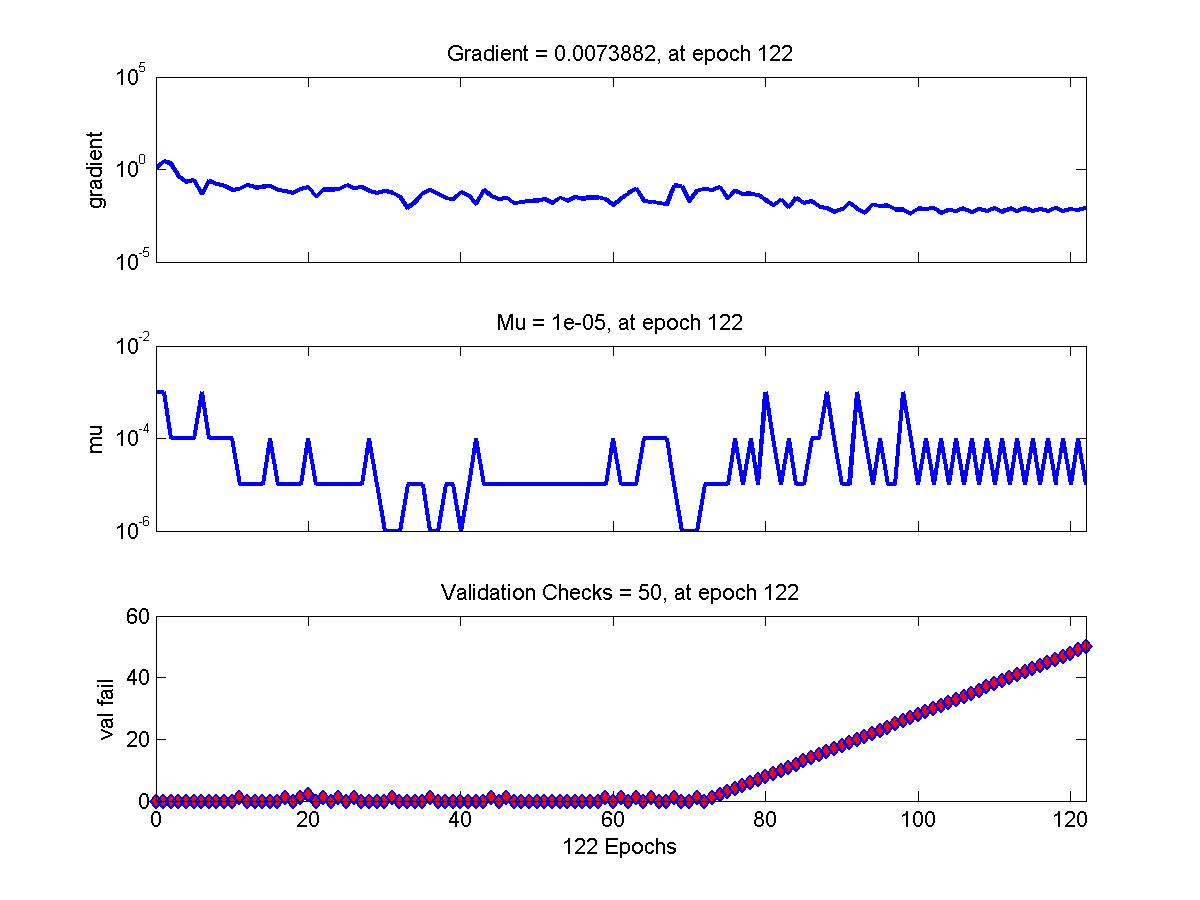 Gradient = 0.0073882, at epoch 122
10^5
10^0
10^-5
gradient
Mu = 1e-05, at epoch 122
10^-2
10^-4
10^-6
mu
Validation Checks = 50, at epoch 122
60
40
20
0
val fail
0 20 40 60 80 100 120
122 Epochs